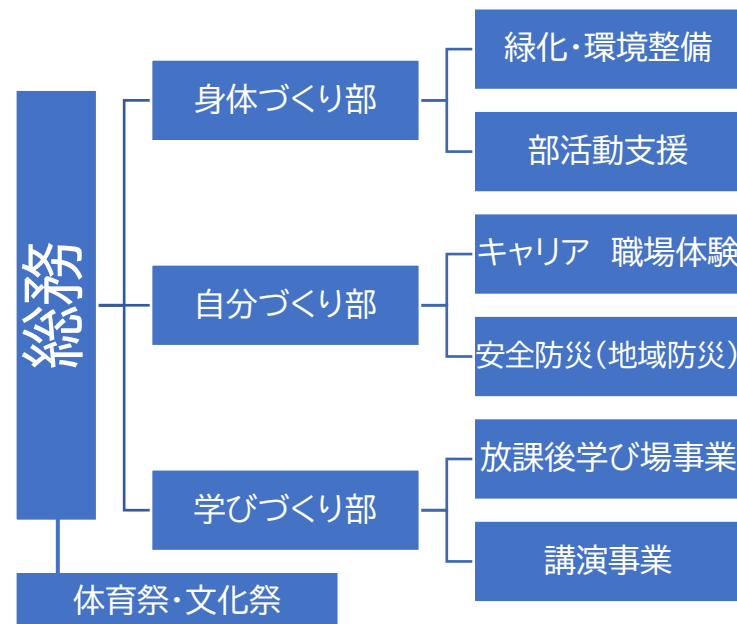 総務
身体づくり部
緑化・環境整備
部活動支援
自分づくり部
キャリア　職場体験
安全防災(地域防災)
学びづくり部
放課後学び場事業
講演事業
体育祭・文化祭